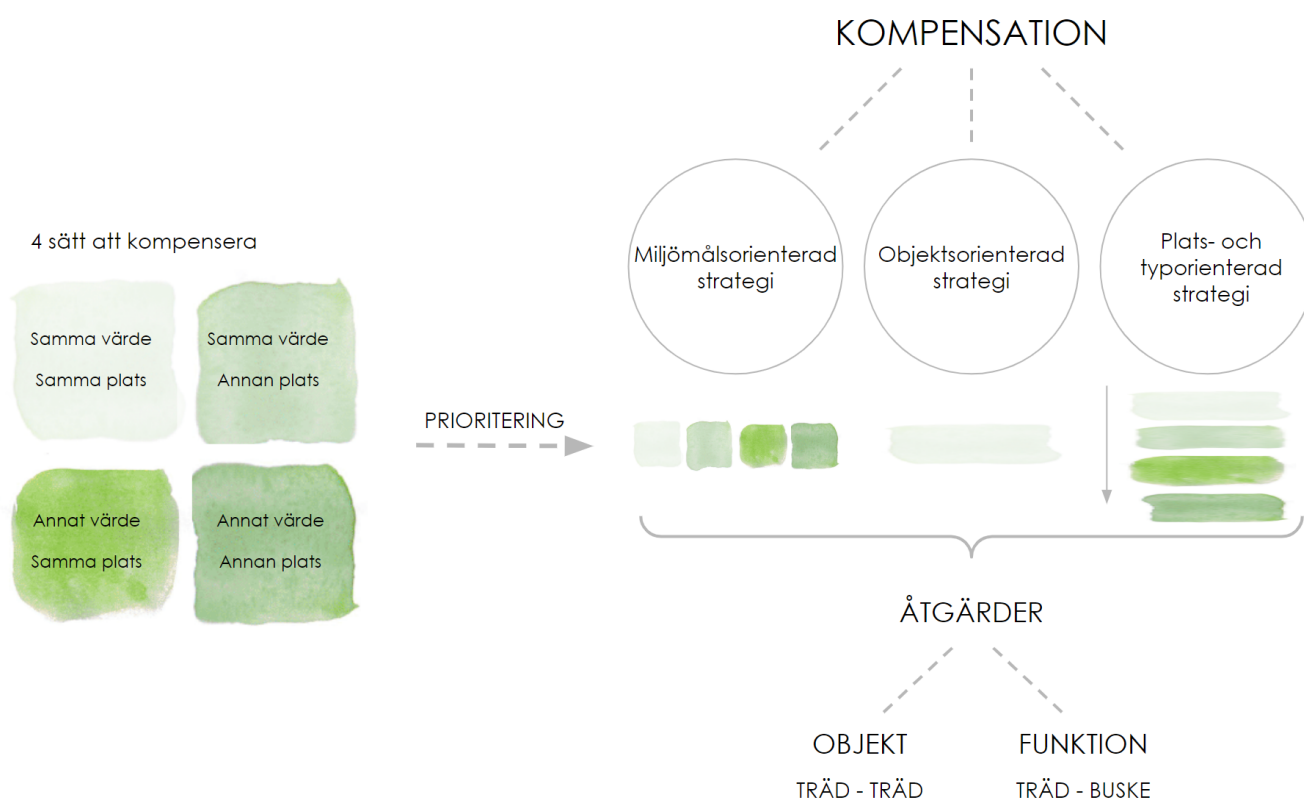 KOMPENSATION
4 sätt att kompensera
Samma värde
Samma plats
Samma värde
Annan plats
Annat värde
Samma plats
Annat värde
Annan plats
PRIORITERING
Miljömålsorienterad
strategi
Objektsorienterad
strategi
Plats- och
typorienterad
strategi
ÅTGÄRDER
OBJEKT
TRÄD - TRÄD
FUNKTION
TRÄD - BUSKE